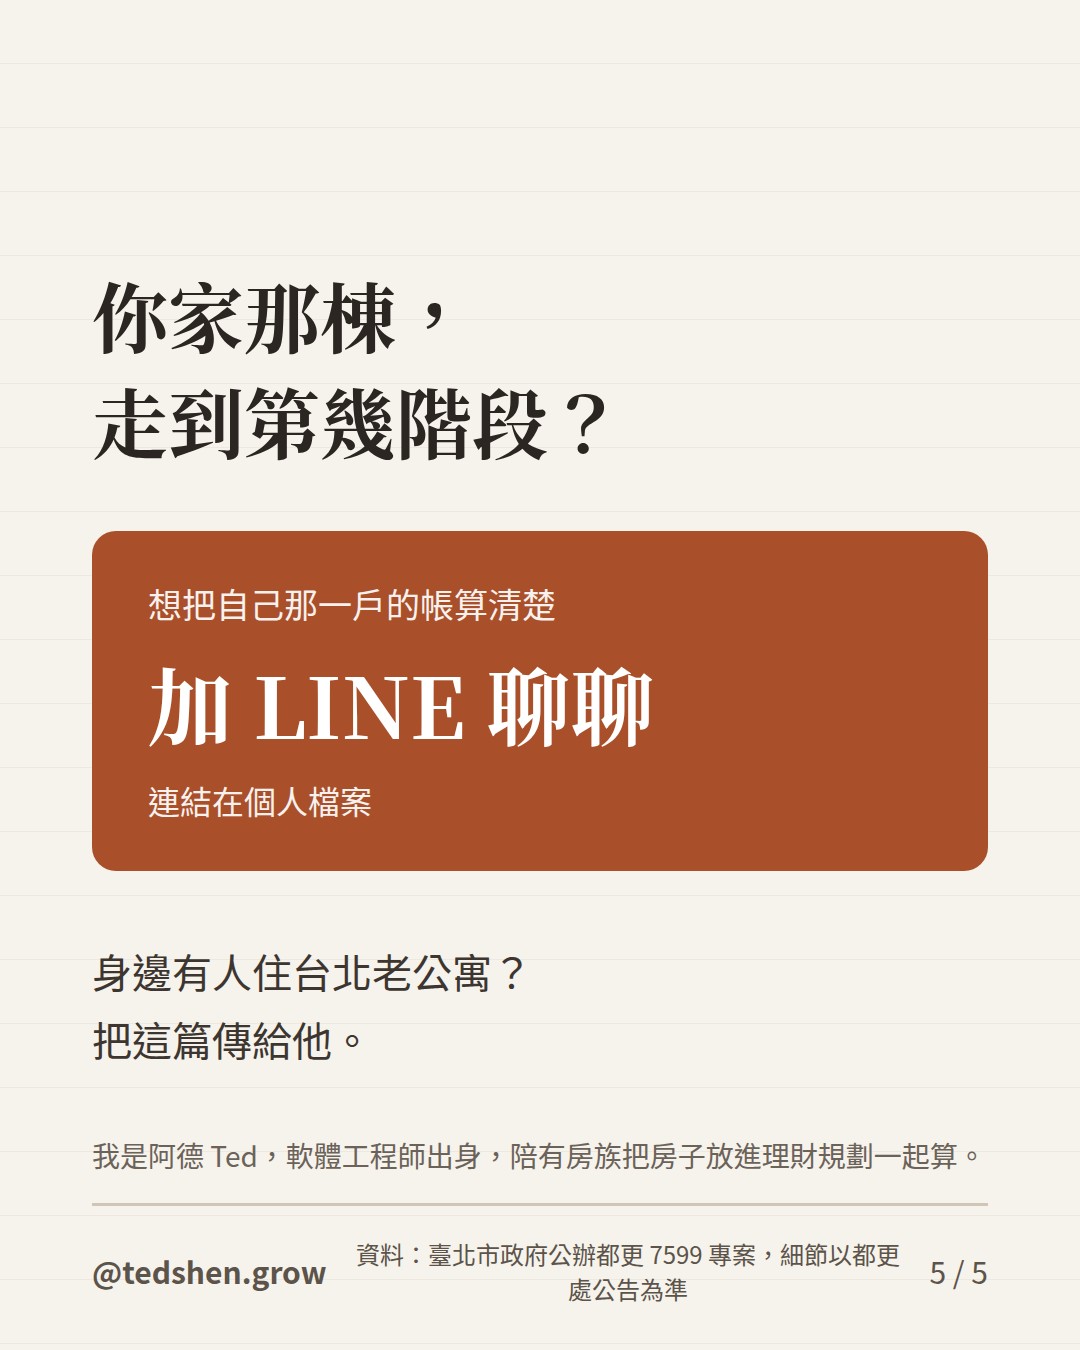 你家那棟，
走到第幾階段？
想把自己那一戶的帳算清楚
加 LINE 聊聊
連結在個人檔案
身邊有人住台北老公寓？
把這篇傳給他。
我是阿德 Ted，軟體工程師出身，陪有房族把房子放進理財規劃一起算。
@tedshen.grow
資料：臺北市政府公辦都更 7599 專案，細節以都更
處公告為準
5 / 5